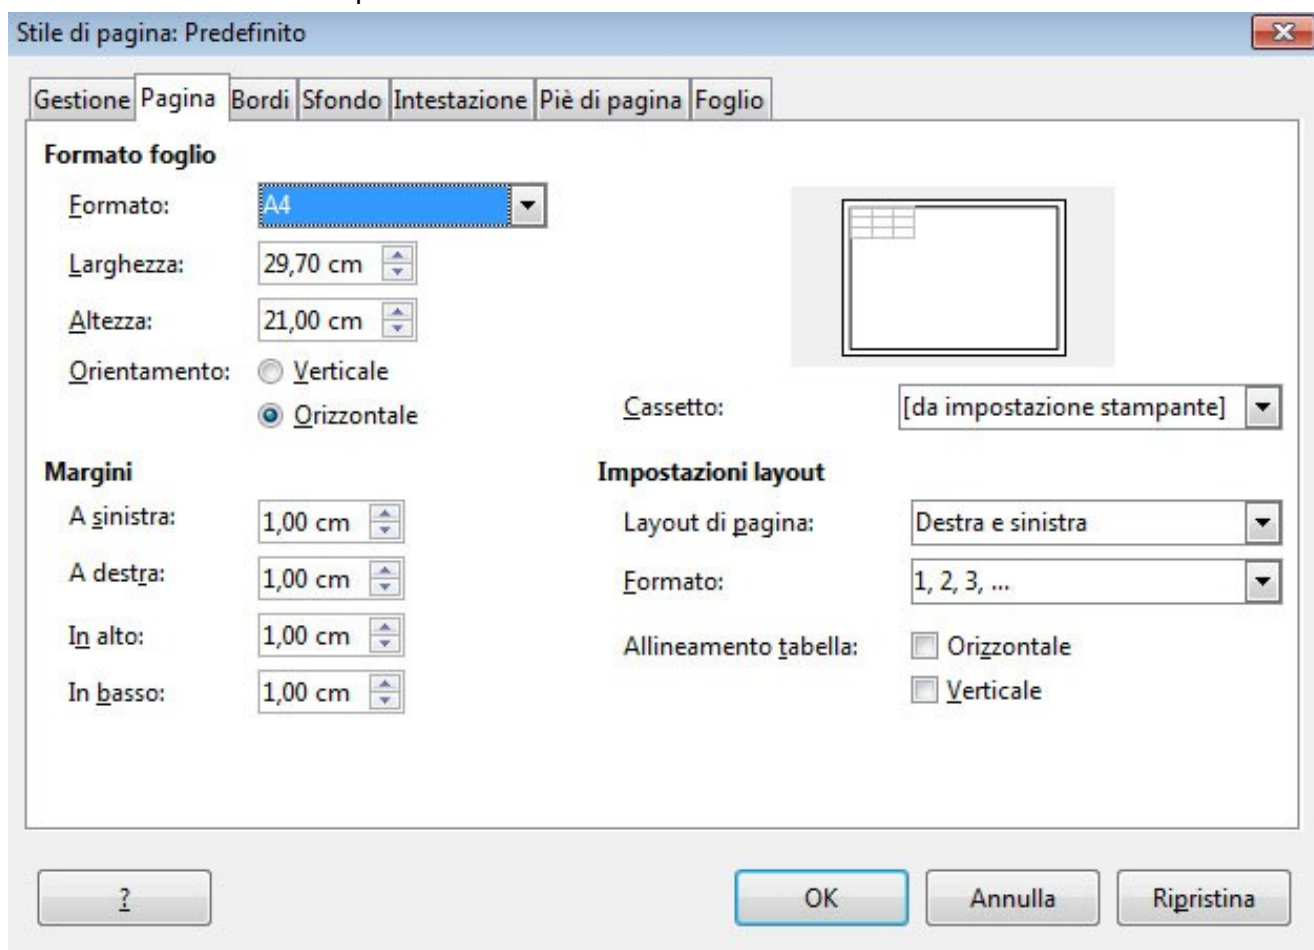 Stile di pagina: Predefinito
Gestione Pagina Bordi Sfondo Intestazione Piè di pagina Foglio
Formato foglio
Formato: A4
Larghezza: 29,70 cm
Altezza: 21,00 cm
Orientamento: Verticale
Orizzontale
Cassetto: [da impostazione stampante]
Margini
A sinistra: 1,00 cm
A destra: 1,00 cm
In alto: 1,00 cm
In basso: 1,00 cm
Impostazioni layout
Layout di pagina: Destra e sinistra
Formato: 1, 2, 3, ...
Allineamento tabella: Orizzontale
Verticale
? OK Annulla Ripristina